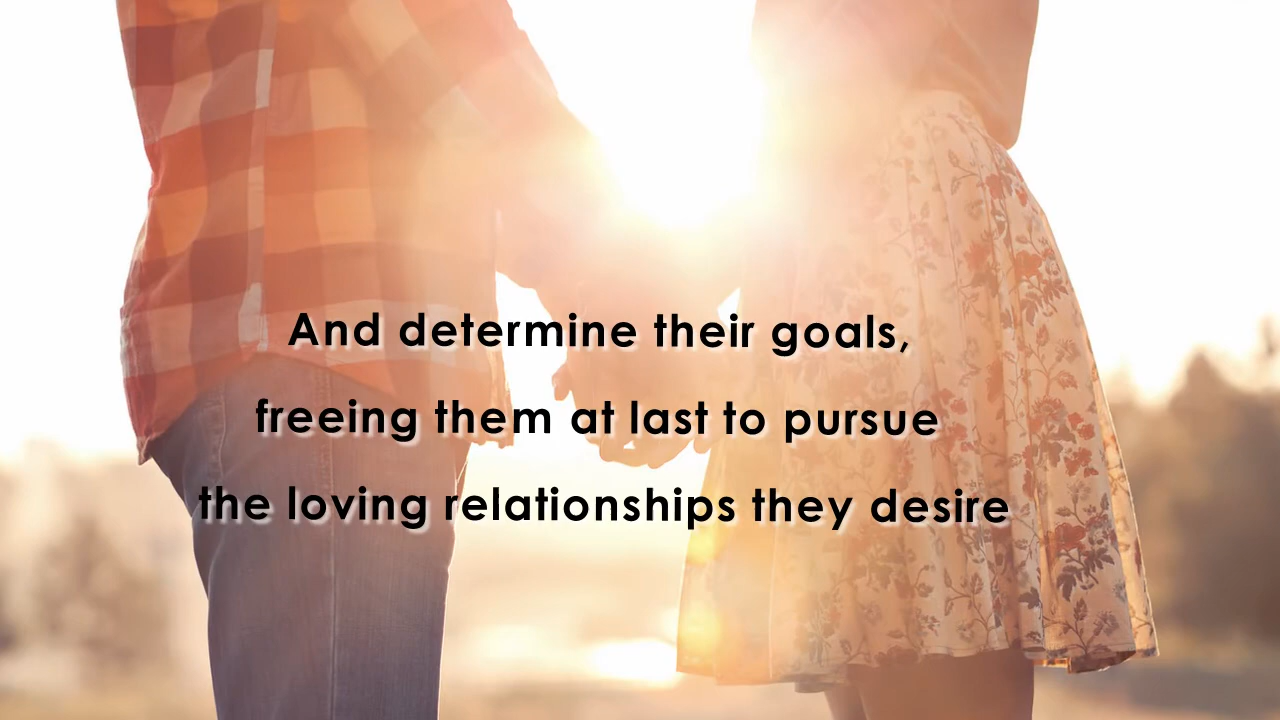 And determine their goals,
freeing them at last to pursue
the loving relationships they desire